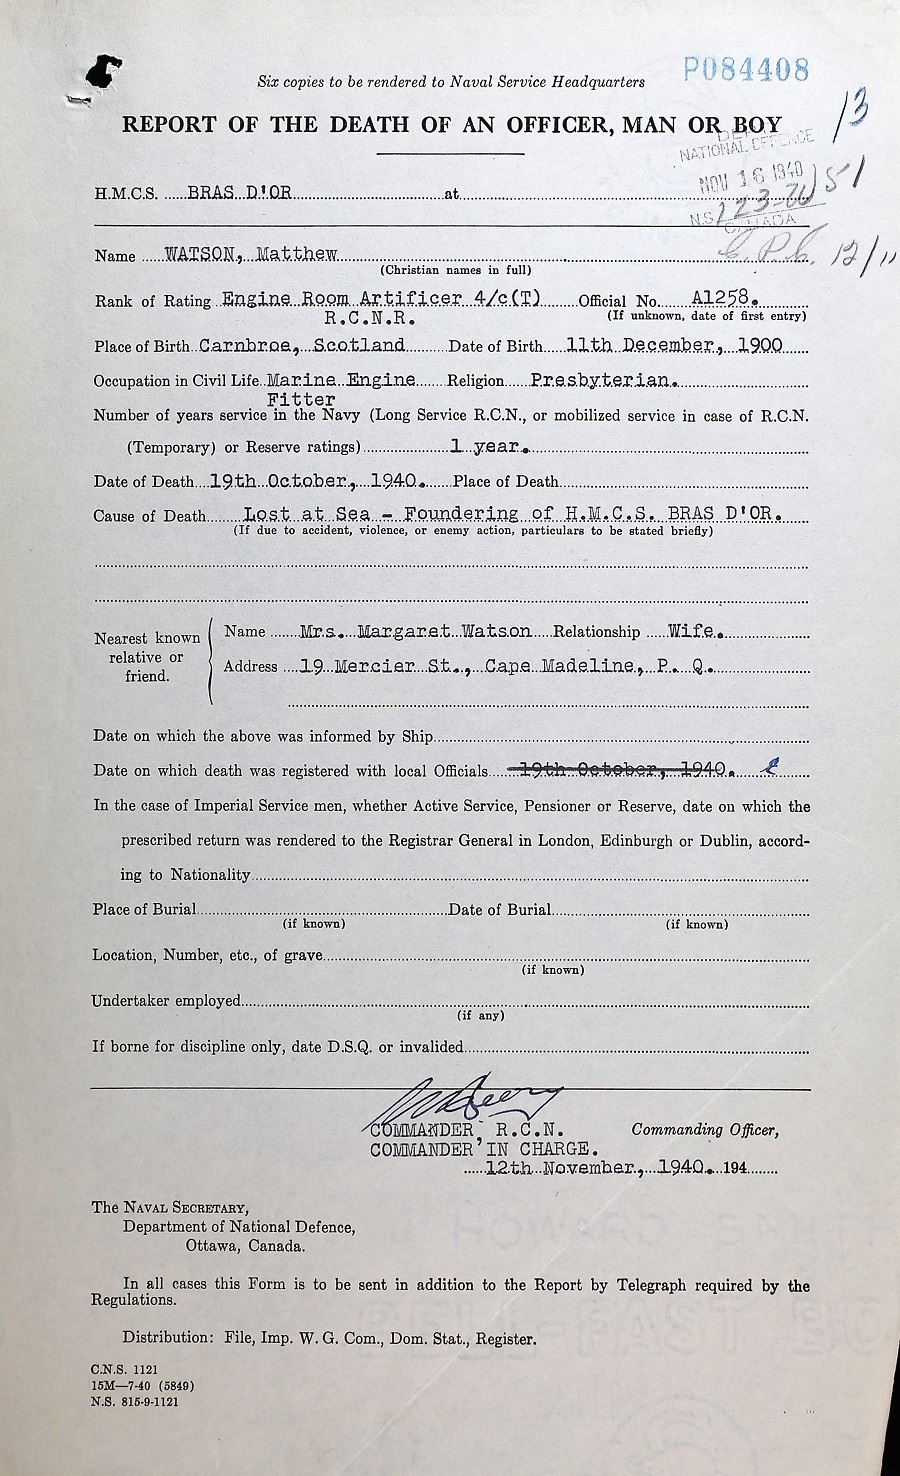 P084408
Six copies to be rendered to Naval Service Headquarters
13
REPORT OF THE DEATH OF AN OFFICER, MAN OR BOY
NATIONAL DEFENCE
NOV 16 1940
51
H.M.C.S. BRAS D'OR at
N.S.
CANADA
Name WATSON, Matthew
(Christian names in full)
12/11
Rank of Rating Engine Room Artificer 4/c(T) Official No. A1258.
R.C.N.R. (If unknown, date of first entry)
Place of Birth Carnbroe, Scotland Date of Birth 11th December, 1900
Occupation in Civil Life Marine Engine Religion Presbyterian.
Fitter
Number of years service in the Navy (Long Service R.C.N., or mobilized service in case of R.C.N.
(Temporary) or Reserve ratings) 1 year.
Date of Death 19th October, 1940. Place of Death
Cause of Death Lost at Sea - Foundering of H.M.C.S. BRAS D'OR.
(If due to accident, violence, or enemy action, particulars to be stated briefly)
Nearest known relative or friend.
Name Mrs. Margaret Watson Relationship Wife.
Address 19 Mercier St., Cape Madeline, P. Q.
Date on which the above was informed by Ship
Date on which death was registered with local Officials 19th October, 1940.
In the case of Imperial Service men, whether Active Service, Pensioner or Reserve, date on which the
prescribed return was rendered to the Registrar General in London, Edinburgh or Dublin, accord-
ing to Nationality
Place of Burial Date of Burial
(if known) (if known)
Location, Number, etc., of grave
(if known)
Undertaker employed
(if any)
If borne for discipline only, date D.S.Q. or invalided
COMMANDER, R.C.N. Commanding Officer,
COMMANDER IN CHARGE.
12th November, 1940. 194
The NAVAL SECRETARY,
Department of National Defence,
Ottawa, Canada.
In all cases this Form is to be sent in addition to the Report by Telegraph required by the
Regulations.
Distribution: File, Imp. W. G. Com., Dom. Stat., Register.
C.N.S. 1121
15M—7-40 (5849)
N.S. 815-9-1121